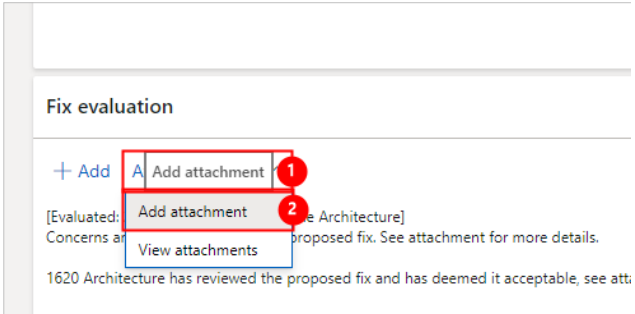 Fix evaluation
+ Add A Add attachment 1
Add attachment 2
[Evaluated: e Architecture]
Concerns a proposed fix. See attachment for more details.
View attachments
1620 Architecture has reviewed the proposed fix and has deemed it acceptable, see atta